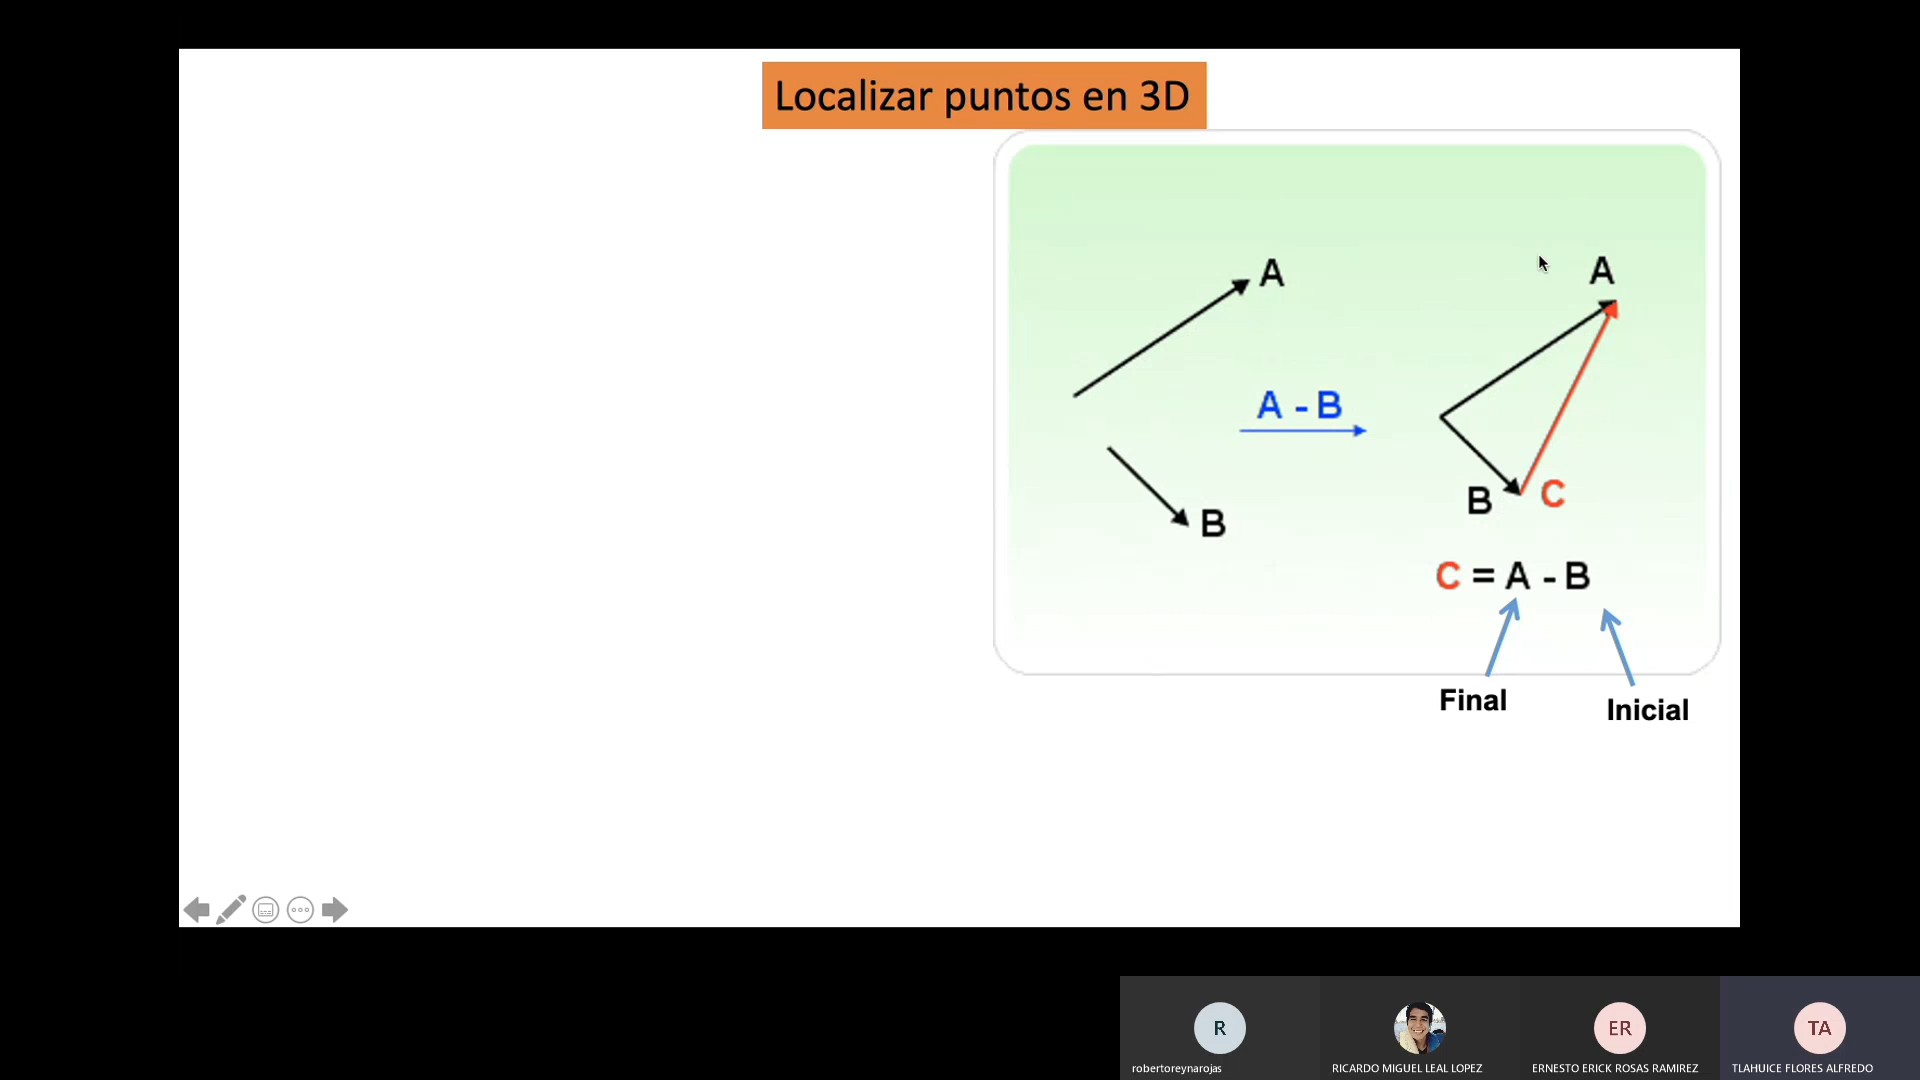 Localizar puntos en 3D
A
A
A - B
B
B C
C = A - B
Final
Inicial
R
ER
TA
robertoreynarojas
RICARDO MIGUEL LEAL LOPEZ
ERNESTO ERICK ROSAS RAMIREZ
TLAHUICE FLORES ALFREDO